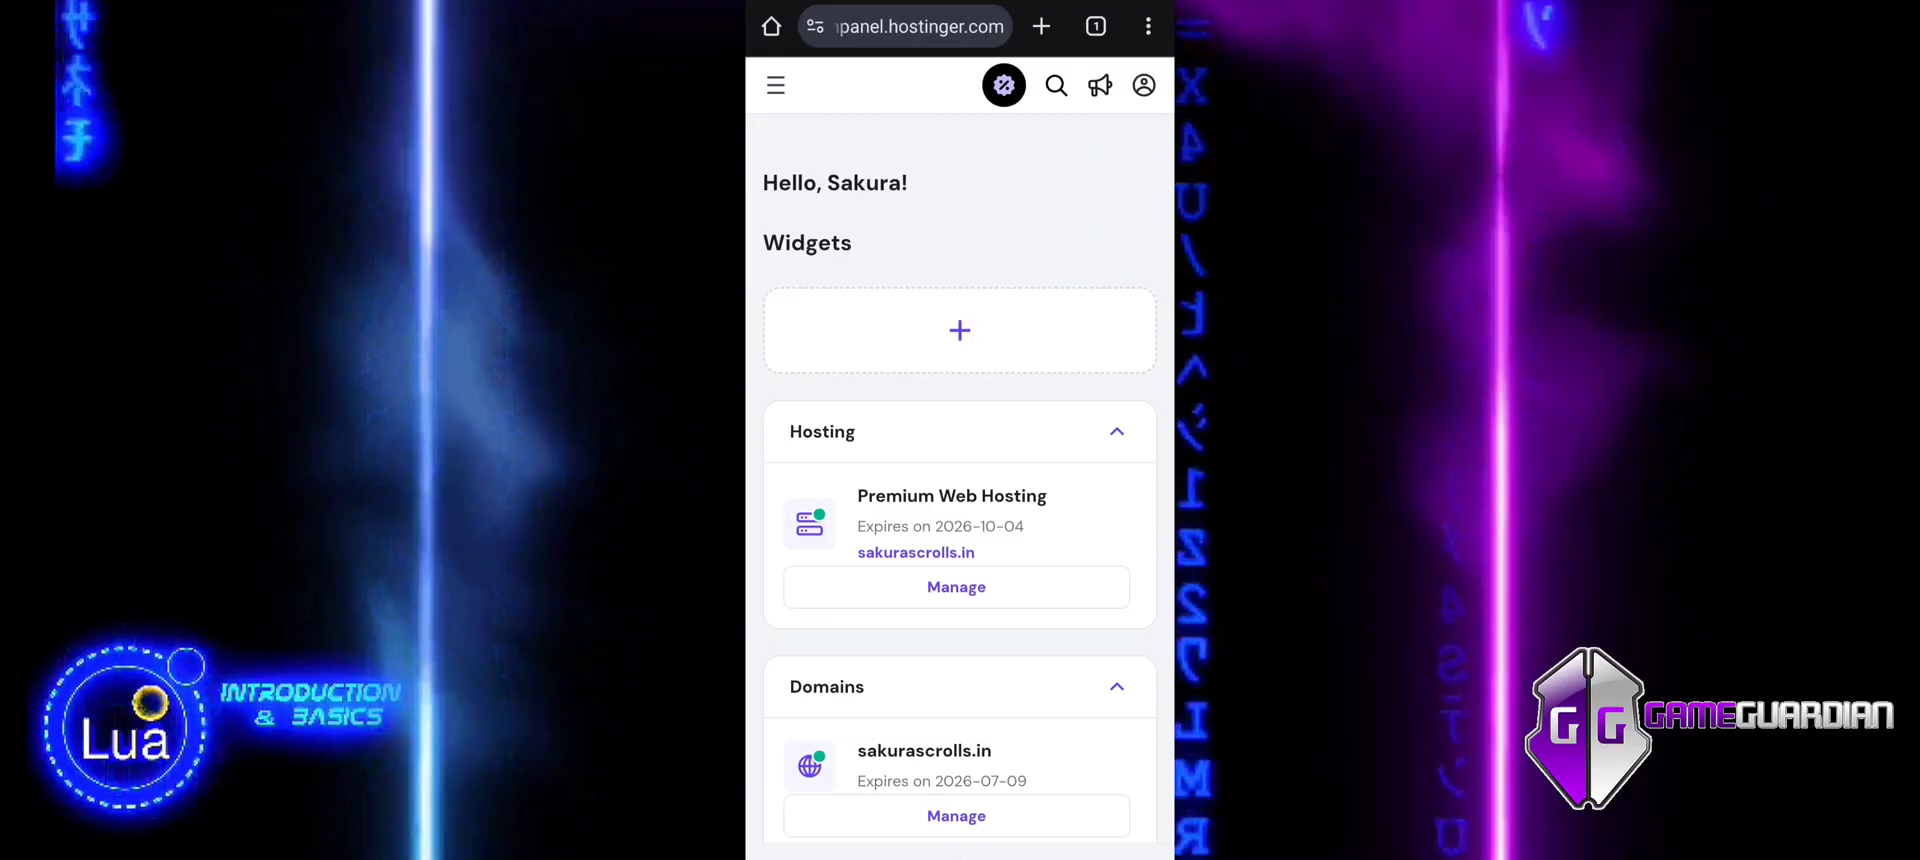 panel.hostinger.com
1
Hello, Sakura!
Widgets
Hosting
Premium Web Hosting
Expires on 2026-10-04
sakurascrolls.in
Manage
Domains
sakurascrolls.in
Expires on 2026-07-09
Manage
Lua
INTRODUCTION
& BASICS
GG
GAMEGUARDIAN